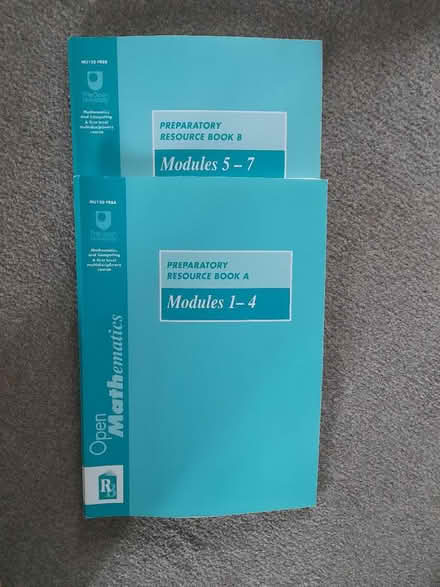 MU120 PREB
The Open
University
Mathematics
and Computing
A first level
multidisciplinary
course
PREPARATORY
RESOURCE BOOK B
Modules 5 – 7
MU120 PREA
The Open
University
Mathematics
and Computing
A first level
multidisciplinary
course
PREPARATORY
RESOURCE BOOK A
Modules 1– 4
Open
Mathematics
RB